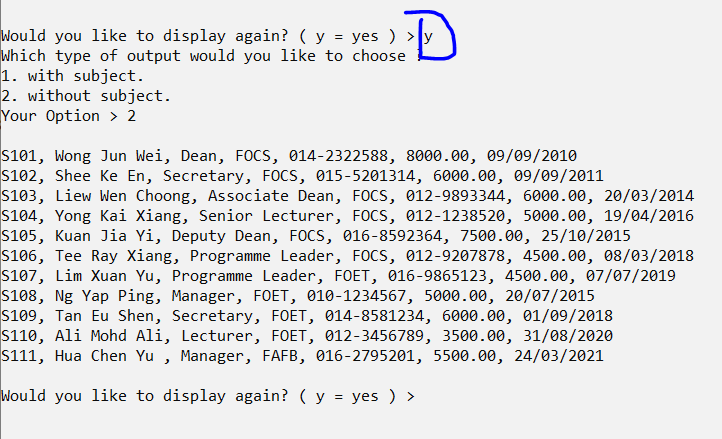 Would you like to display again? ( y = yes ) > y
Which type of output would you like to choose ?
1. with subject.
2. without subject.
Your Option > 2
S101, Wong Jun Wei, Dean, FOCS, 014-2322588, 8000.00, 09/09/2010
S102, Shee Ke En, Secretary, FOCS, 015-5201314, 6000.00, 09/09/2011
S103, Liew Wen Choong, Associate Dean, FOCS, 012-9893344, 6000.00, 20/03/2014
S104, Yong Kai Xiang, Senior Lecturer, FOCS, 012-1238520, 5000.00, 19/04/2016
S105, Kuan Jia Yi, Deputy Dean, FOCS, 016-8592364, 7500.00, 25/10/2015
S106, Tee Ray Xiang, Programme Leader, FOCS, 012-9207878, 4500.00, 08/03/2018
S107, Lim Xuan Yu, Programme Leader, FOET, 016-9865123, 4500.00, 07/07/2019
S108, Ng Yap Ping, Manager, FOET, 010-1234567, 5000.00, 20/07/2015
S109, Tan Eu Shen, Secretary, FOET, 014-8581234, 6000.00, 01/09/2018
S110, Ali Mohd Ali, Lecturer, FOET, 012-3456789, 3500.00, 31/08/2020
S111, Hua Chen Yu , Manager, FAFB, 016-2795201, 5500.00, 24/03/2021
Would you like to display again? ( y = yes ) >